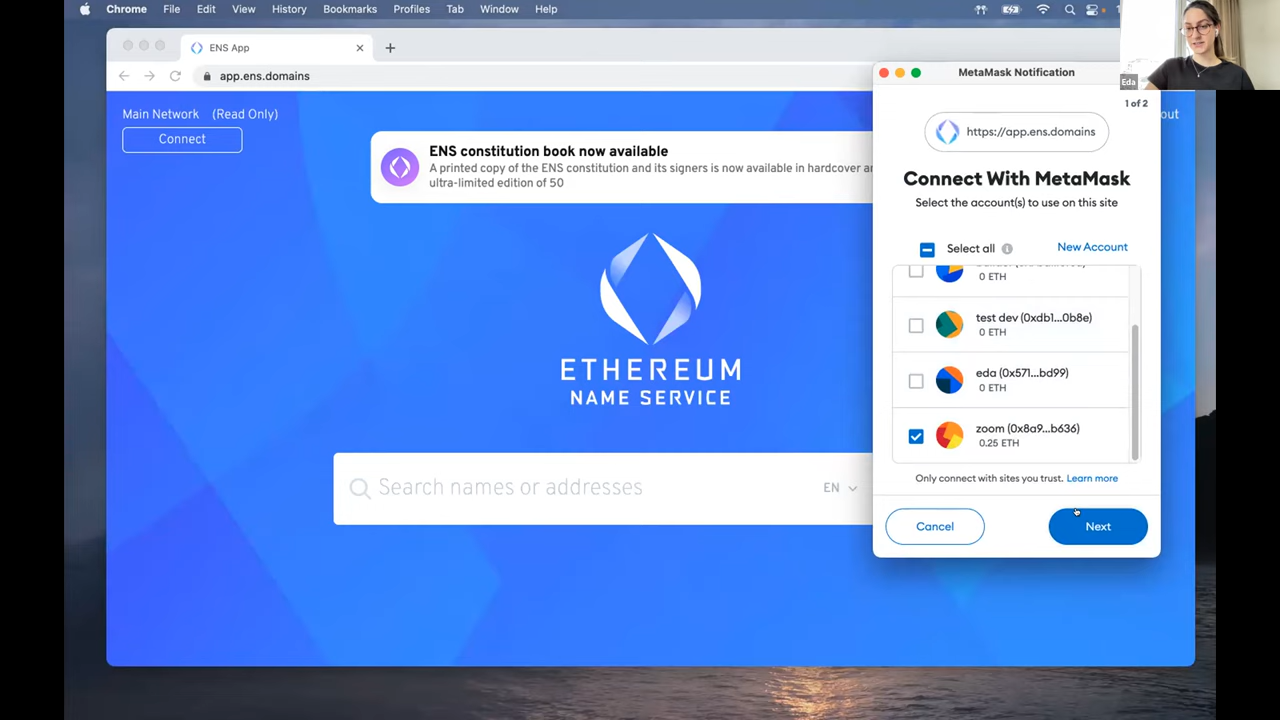 Chrome File Edit View History Bookmarks Profiles Tab Window Help
ENS App
app.ens.domains
Main Network (Read Only)
Connect
ENS constitution book now available
A printed copy of the ENS constitution and its signers is now available in hardcover
ultra-limited edition of 50
ETHEREUM
NAME SERVICE
Search names or addresses
EN
MetaMask Notification
Eda
1 of 2
https://app.ens.domains
Connect With MetaMask
Select the account(s) to use on this site
Select all
New Account
0 ETH
test dev (0xdb1...0b8e)
0 ETH
eda (0x571...bd99)
0 ETH
zoom (0x8a9...b636)
0.25 ETH
Only connect with sites you trust. Learn more
Cancel
Next